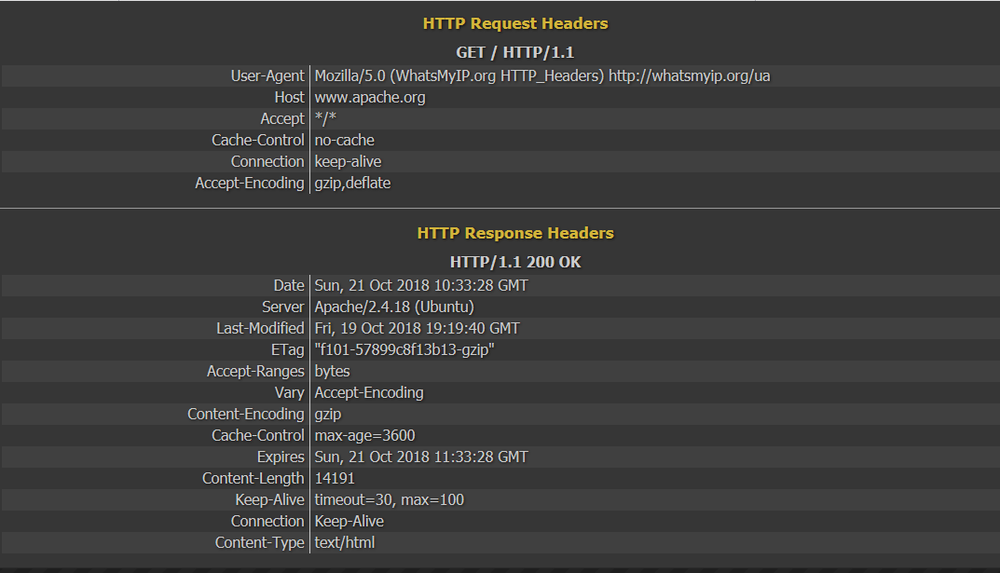 HTTP Request Headers
GET / HTTP/1.1
User-Agent Mozilla/5.0 (WhatsMyIP.org HTTP_Headers) http://whatsmyip.org/ua
Host www.apache.org
Accept */*
Cache-Control no-cache
Connection keep-alive
Accept-Encoding gzip,deflate
HTTP Response Headers
HTTP/1.1 200 OK
Date Sun, 21 Oct 2018 10:33:28 GMT
Server Apache/2.4.18 (Ubuntu)
Last-Modified Fri, 19 Oct 2018 19:19:40 GMT
ETag "f101-57899c8f13b13-gzip"
Accept-Ranges bytes
Vary Accept-Encoding
Content-Encoding gzip
Cache-Control max-age=3600
Expires Sun, 21 Oct 2018 11:33:28 GMT
Content-Length 14191
Keep-Alive timeout=30, max=100
Connection Keep-Alive
Content-Type text/html